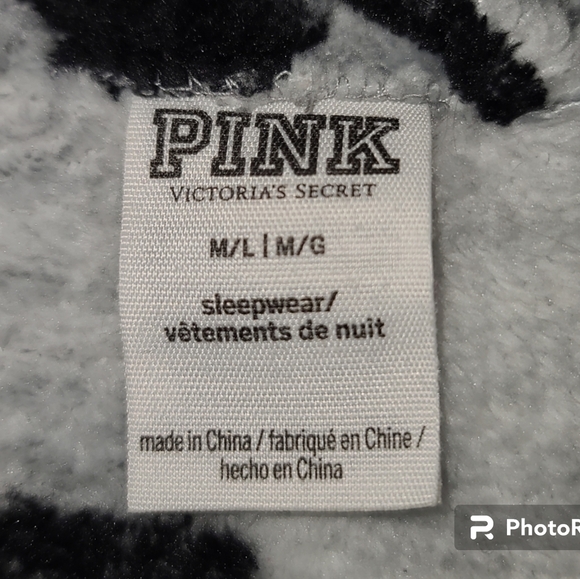 PINK
VICTORIA'S SECRET
M/L | M/G
sleepwear/
vêtements de nuit
made in China / fabriqué en Chine /
hecho en China
PhotoR